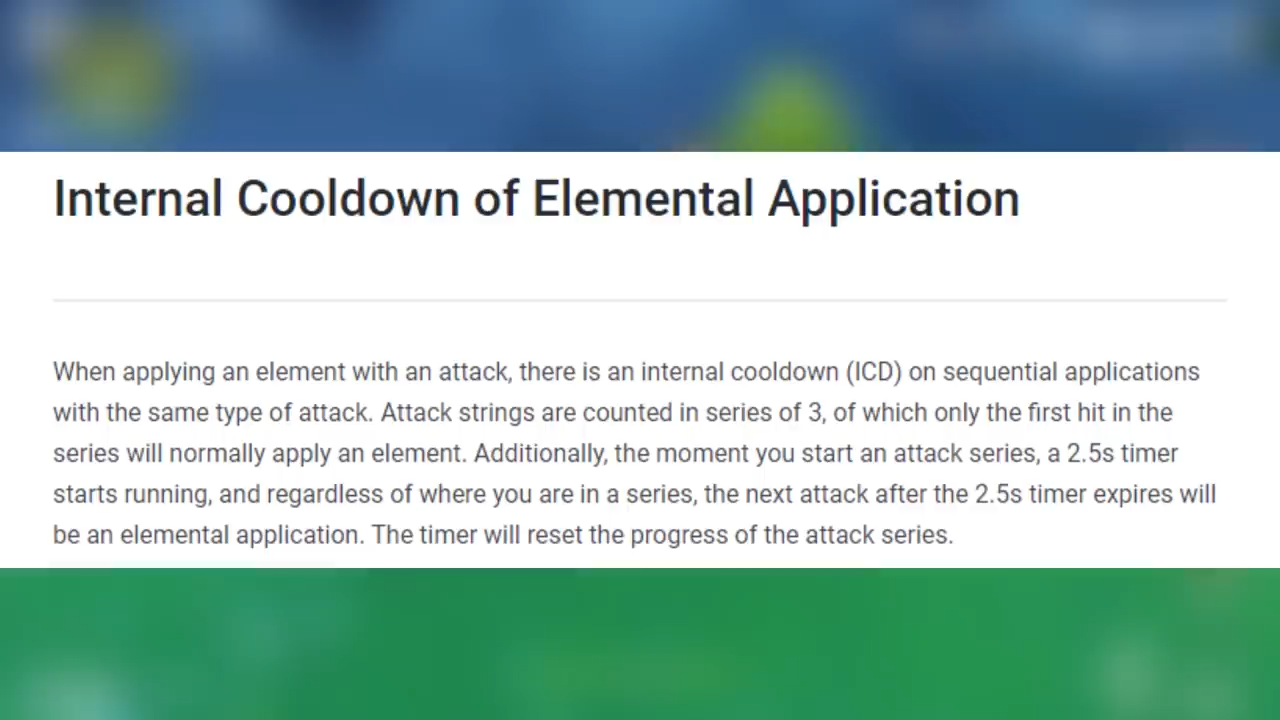 Internal Cooldown of Elemental Application
When applying an element with an attack, there is an internal cooldown (ICD) on sequential applications
with the same type of attack. Attack strings are counted in series of 3, of which only the first hit in the
series will normally apply an element. Additionally, the moment you start an attack series, a 2.5s timer
starts running, and regardless of where you are in a series, the next attack after the 2.5s timer expires will
be an elemental application. The timer will reset the progress of the attack series.